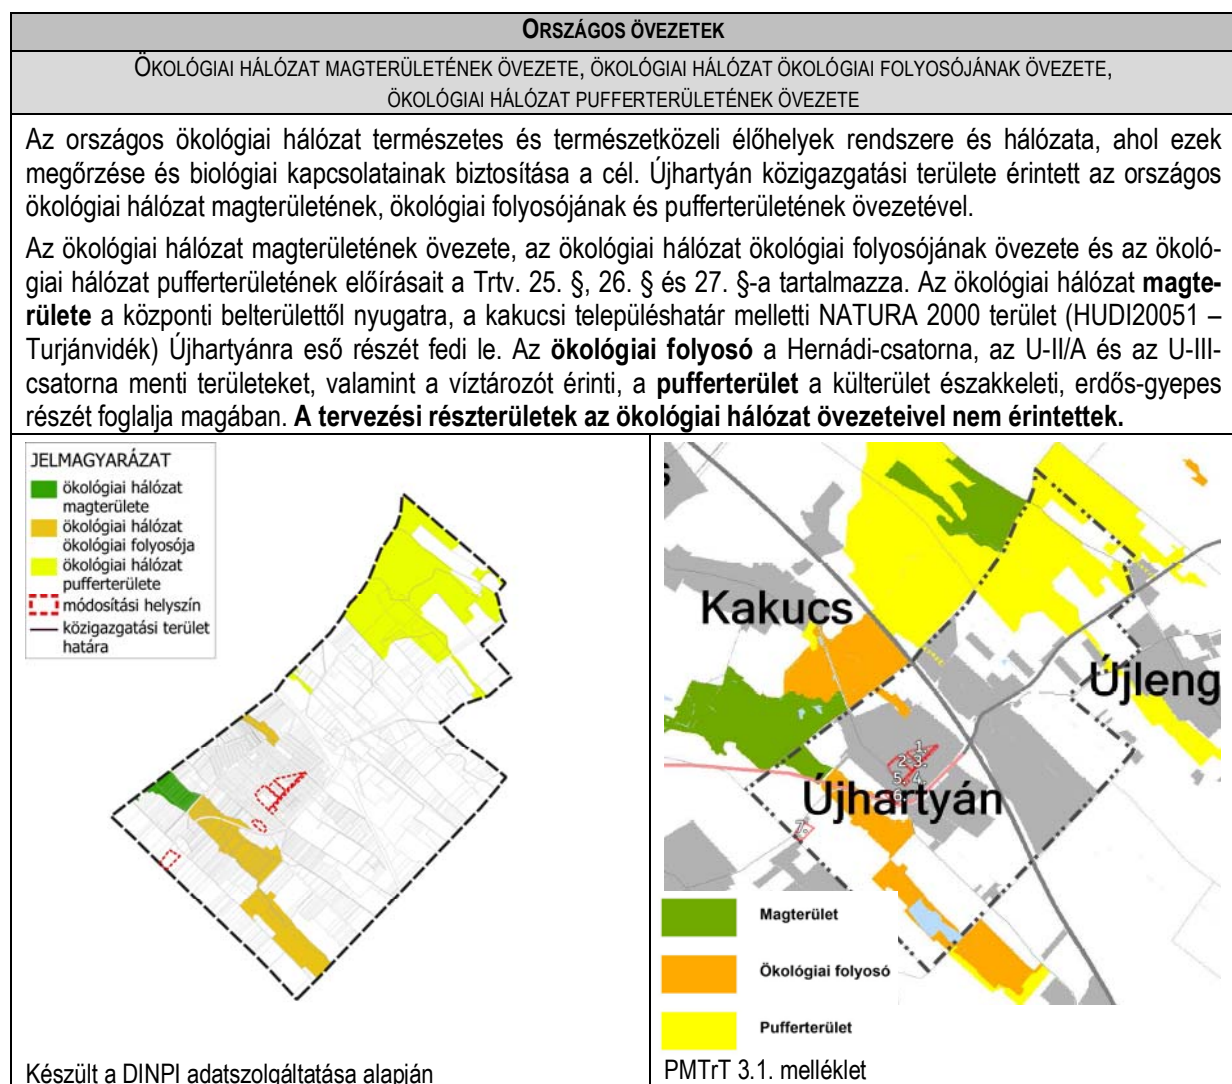 ORSZÁGOS ÖVEZETEK
ÖKOLÓGIAI HÁLÓZAT MAGTERÜLETÉNEK ÖVEZETE, ÖKOLÓGIAI HÁLÓZAT ÖKOLÓGIAI FOLYOSÓJÁNAK ÖVEZETE,
ÖKOLÓGIAI HÁLÓZAT PUFFERTERÜLETÉNEK ÖVEZETE
Az országos ökológiai hálózat természetes és természetközeli élőhelyek rendszere és hálózata, ahol ezek
megőrzése és biológiai kapcsolatainak biztosítása a cél. Újhartyán közigazgatási területe érintett az országos
ökológiai hálózat magterületének, ökológiai folyosójának és pufferterületének övezetével.
Az ökológiai hálózat magterületének övezete, az ökológiai hálózat ökológiai folyosójának övezete és az ökoló-
giai hálózat pufferterületének előírásait a Trtv. 25. §, 26. § és 27. §-a tartalmazza. Az ökológiai hálózat magte-
rülete a központi belterülettől nyugatra, a kakucsi településhatár melletti NATURA 2000 terület (HUDI20051 –
Turjánvidék) Újhartyánra eső részét fedi le. Az ökológiai folyosó a Hernádi-csatorna, az U-II/A és az U-III-
csatorna menti területeket, valamint a víztározót érinti, a pufferterület a külterület északkeleti, erdős-gyepes
részét foglalja magában. A tervezési részterületek az ökológiai hálózat övezeteivel nem érintettek.
JELMAGYARÁZAT
ökológiai hálózat
magterülete
ökológiai hálózat
ökológiai folyosója
ökológiai hálózat
pufferterülete
módosítási helyszín
közigazgatási terület
határa
Készült a DINPI adatszolgáltatása alapján
s
Kakucs
Újleng
1.
2. 3.
5. 4.
6.
Újhartyán
7.
Magterület
Ökológiai folyosó
Pufferterület
PMTrT 3.1. melléklet